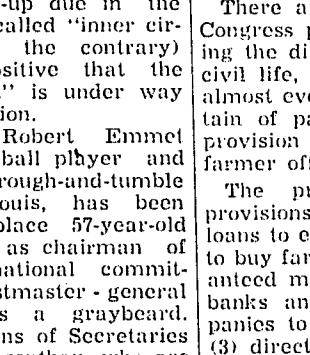 -up due in the
called "inner cir-
the contrary)
ositive that the
" is under way
ion.
Robert Emmet
ball player and
rough-and-tumble
ouis, has been
place 57-year-old
as chairman of
national commit-
stmaster-general
s a graybeard.
ns of Secretaries
There a
Congress p
ing the di
civil life,
almost eve
tain of pa
provision
farmer of
The pr
provisions
loans to e
to buy far
anteed m
banks an
panies to
(3) direct